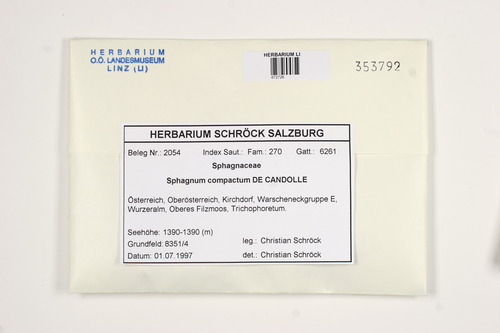 HERBARIUM
O.Ö. LANDESMUSEUM
LINZ (LI)
HERBARIUM LI
353792
HERBARIUM SCHRÖCK SALZBURG
Beleg Nr.: 2054 Index Saut.: Fam.: 270 Gatt.: 6261
Sphagnaceae
Sphagnum compactum DE CANDOLLE
Österreich, Oberösterreich, Kirchdorf, Warscheneckgruppe E,
Wurzeralm, Oberes Filzmoos, Trichophoretum.
Seehöhe: 1390-1390 (m)
Grundfeld: 8351/4 leg.: Christian Schröck
Datum: 01.07.1997 det.: Christian Schröck